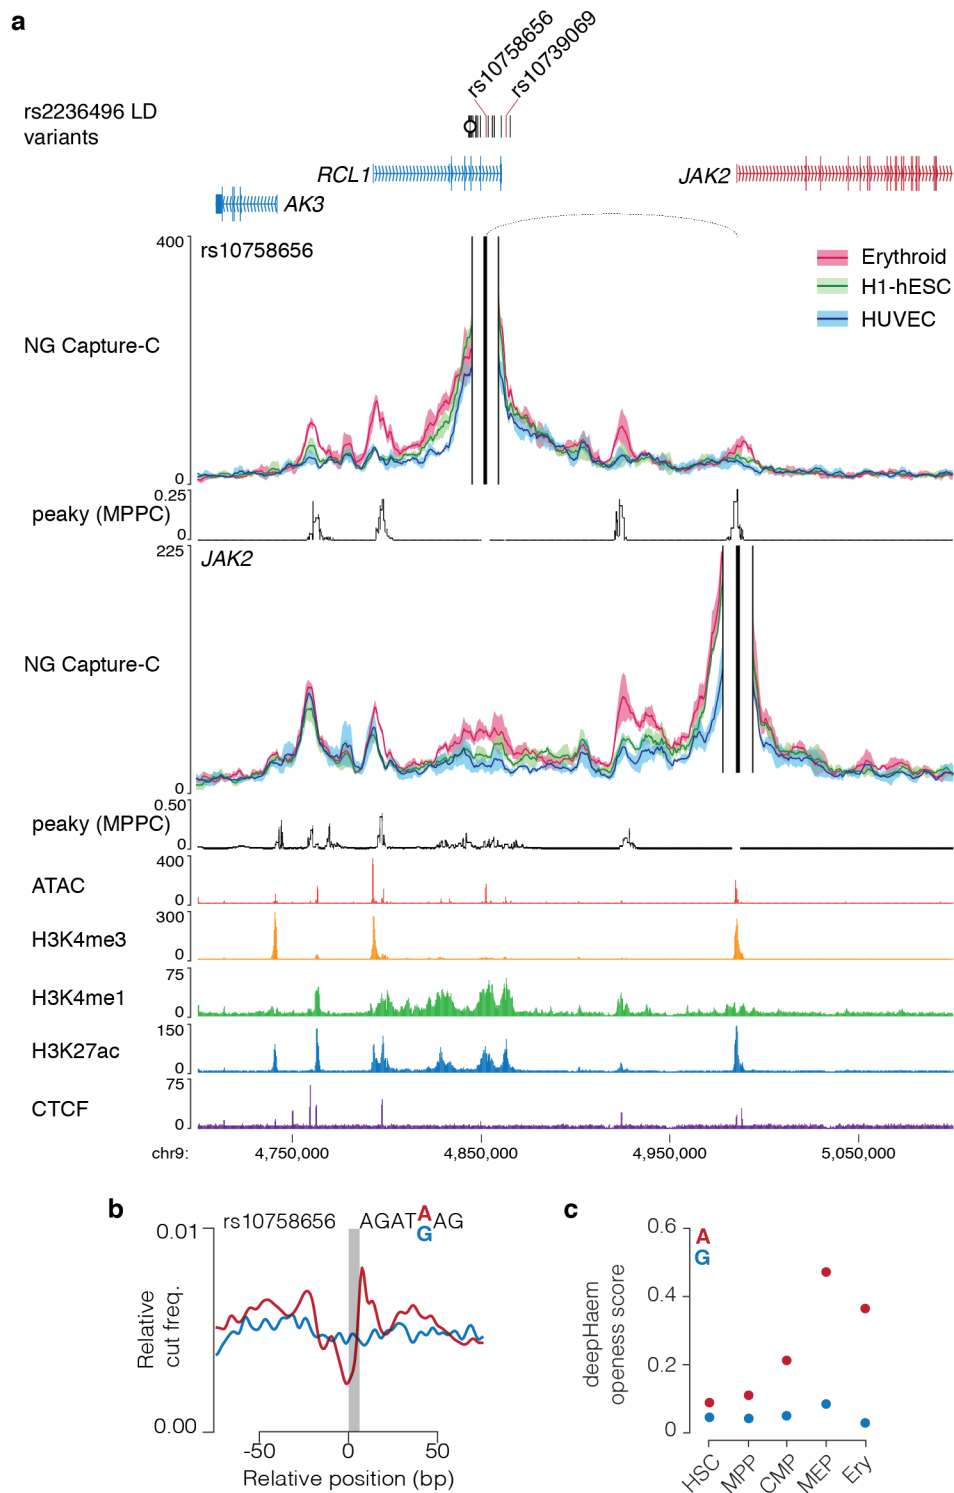 a
rs10758656
rs10739069
rs2236496 LD
variants
RCL1
JAK2
AK3
400
rs10758656
Erythroid
H1-hESC
HUVEC
NG Capture-C
0
0.25
peaky (MPPC)
0
225
JAK2
NG Capture-C
0
0.50
peaky (MPPC)
0
400
ATAC
0
300
H3K4me3
0
75
H3K4me1
0
150
H3K27ac
0
75
CTCF
0
chr9:
4,750,000
4,850,000
4,950,000
5,050,000
b
rs10758656
AGATAAG
G
0.01
Relative
cut freq.
0.00
-50
0
50
Relative position (bp)
c
0.6
A
G
0.4
deepHaem
openess score
0.2
0
HSC
MPP
CMP
MEP
Ery